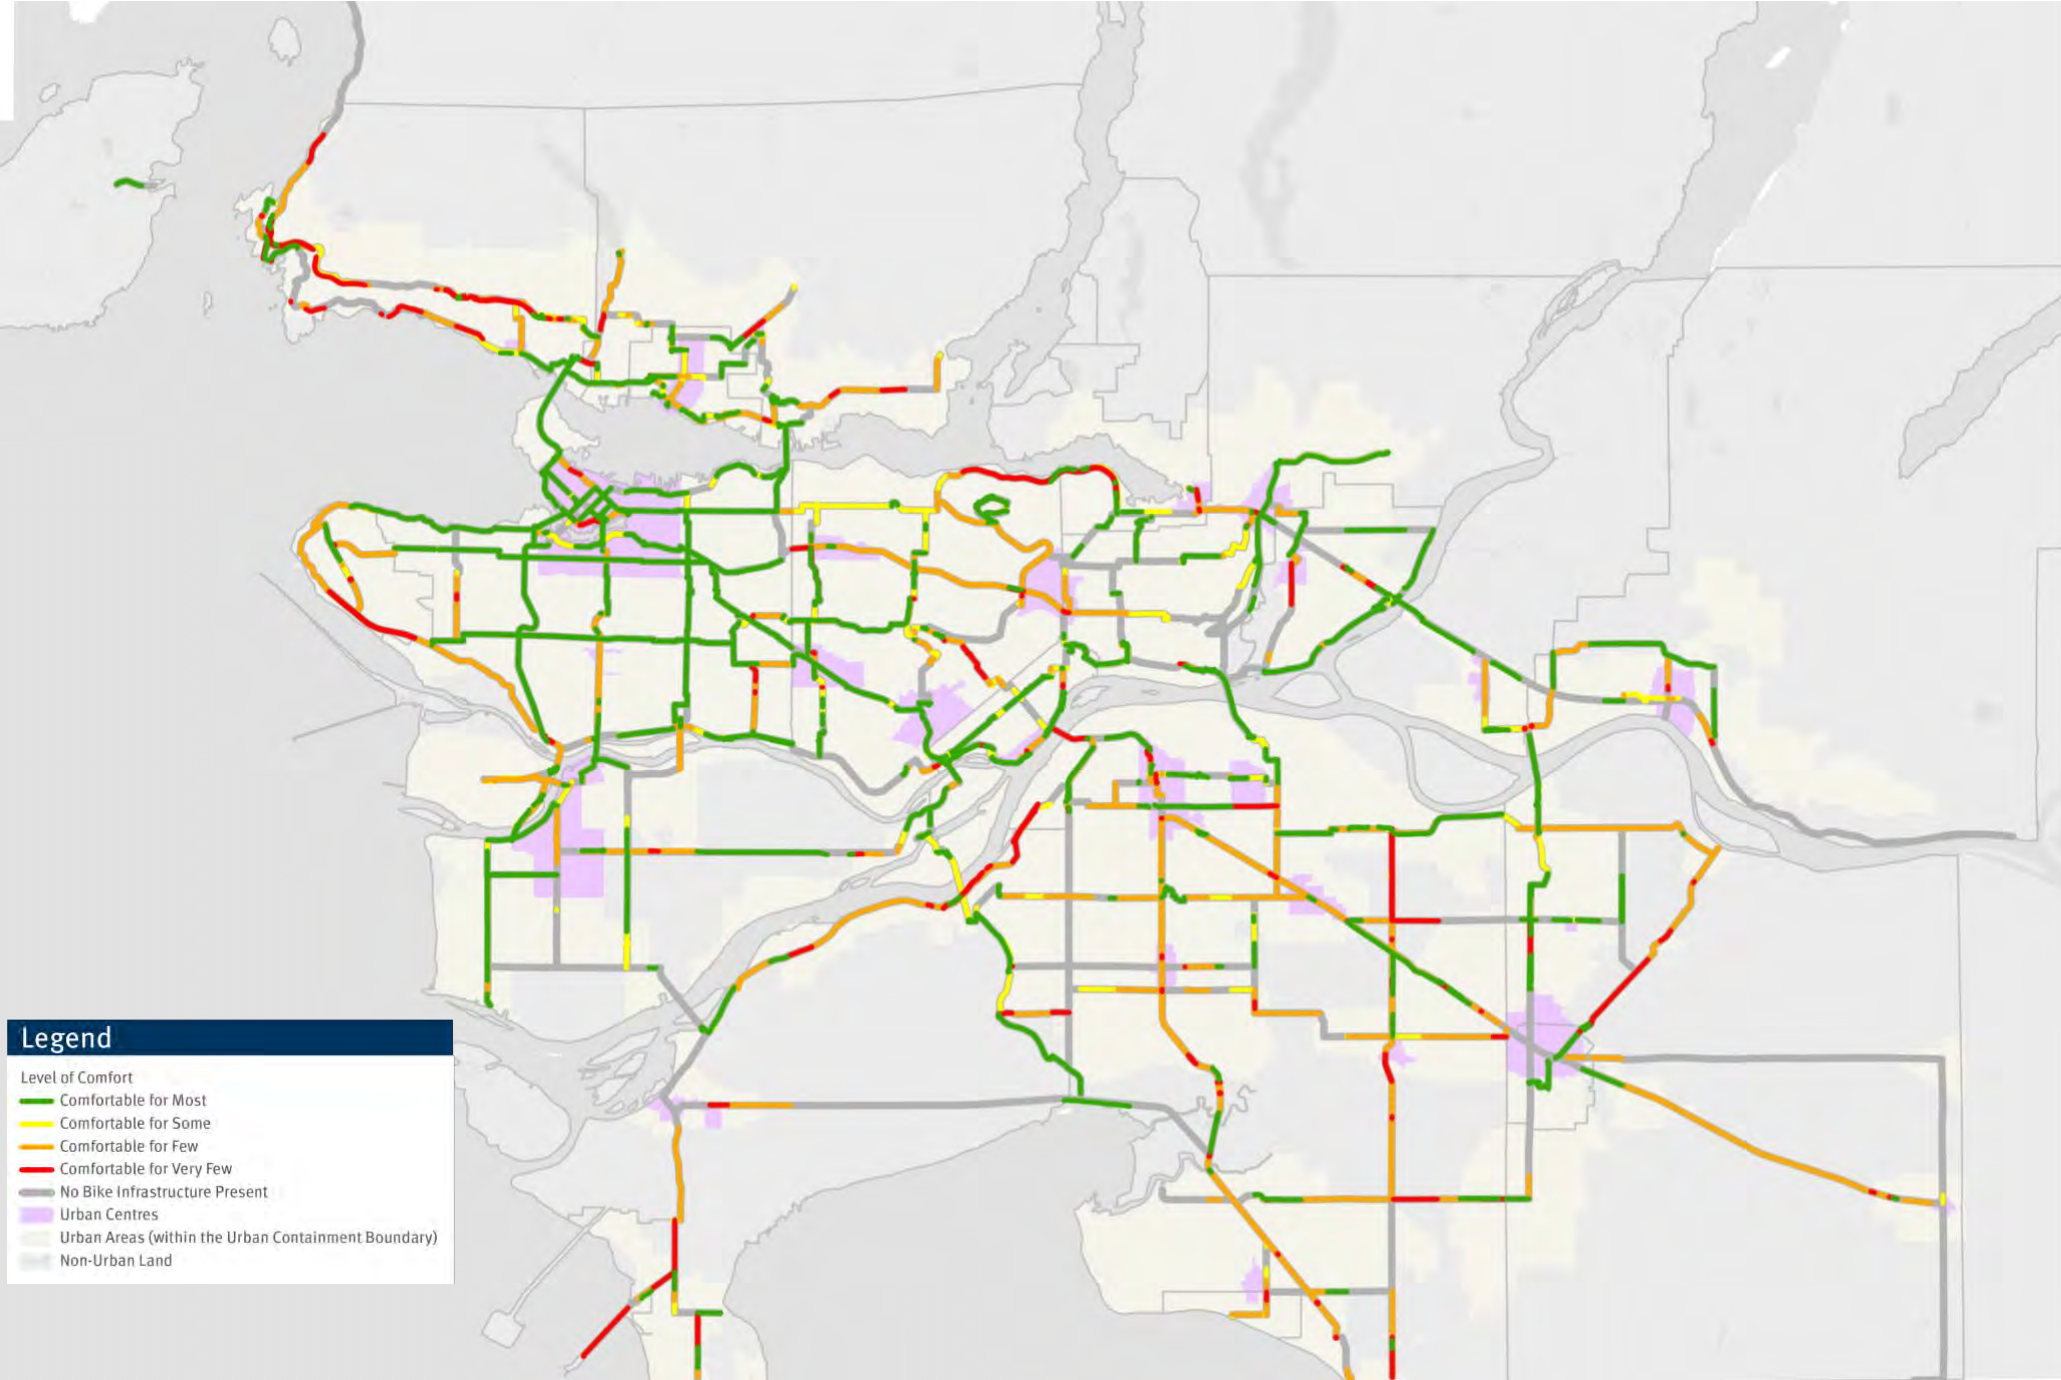 Legend
Level of Comfort
Comfortable for Most
Comfortable for Some
Comfortable for Few
Comfortable for Very Few
No Bike Infrastructure Present
Urban Centres
Urban Areas (within the Urban Containment Boundary)
Non-Urban Land